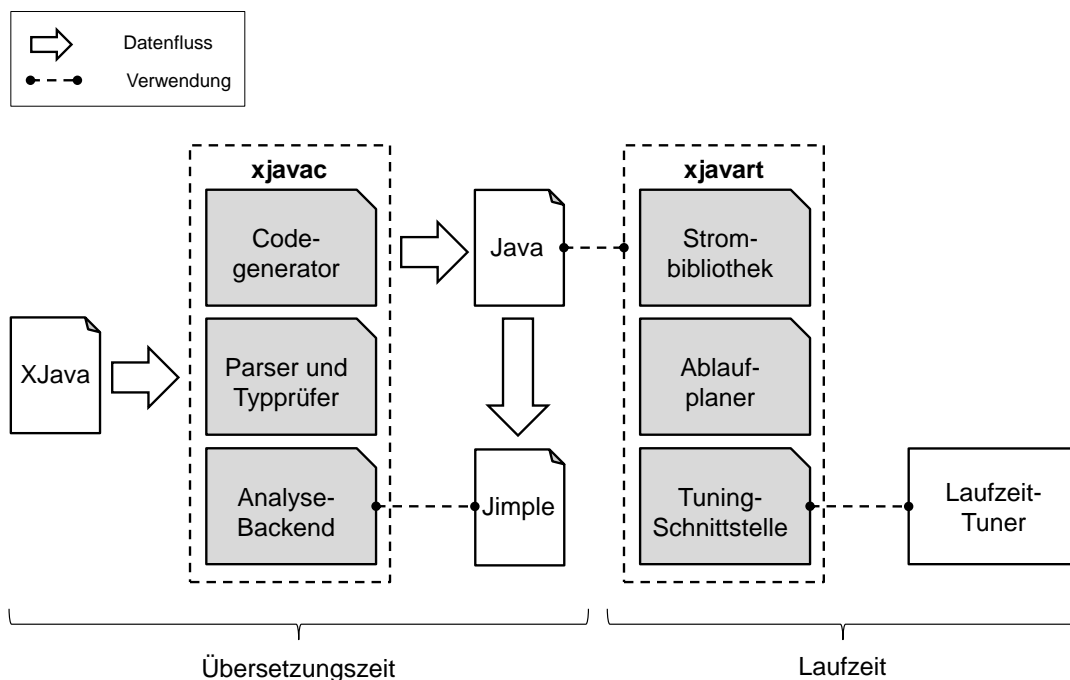 Datenfluss
Verwendung
xjavac
Code-
generator
Parser und
Typprüfer
Analyse-
Backend
XJava
Java
Jimple
xjavart
Strom-
bibliothek
Ablauf-
planer
Tuning-
Schnittstelle
Laufzeit-
Tuner
Übersetzungszeit
Laufzeit